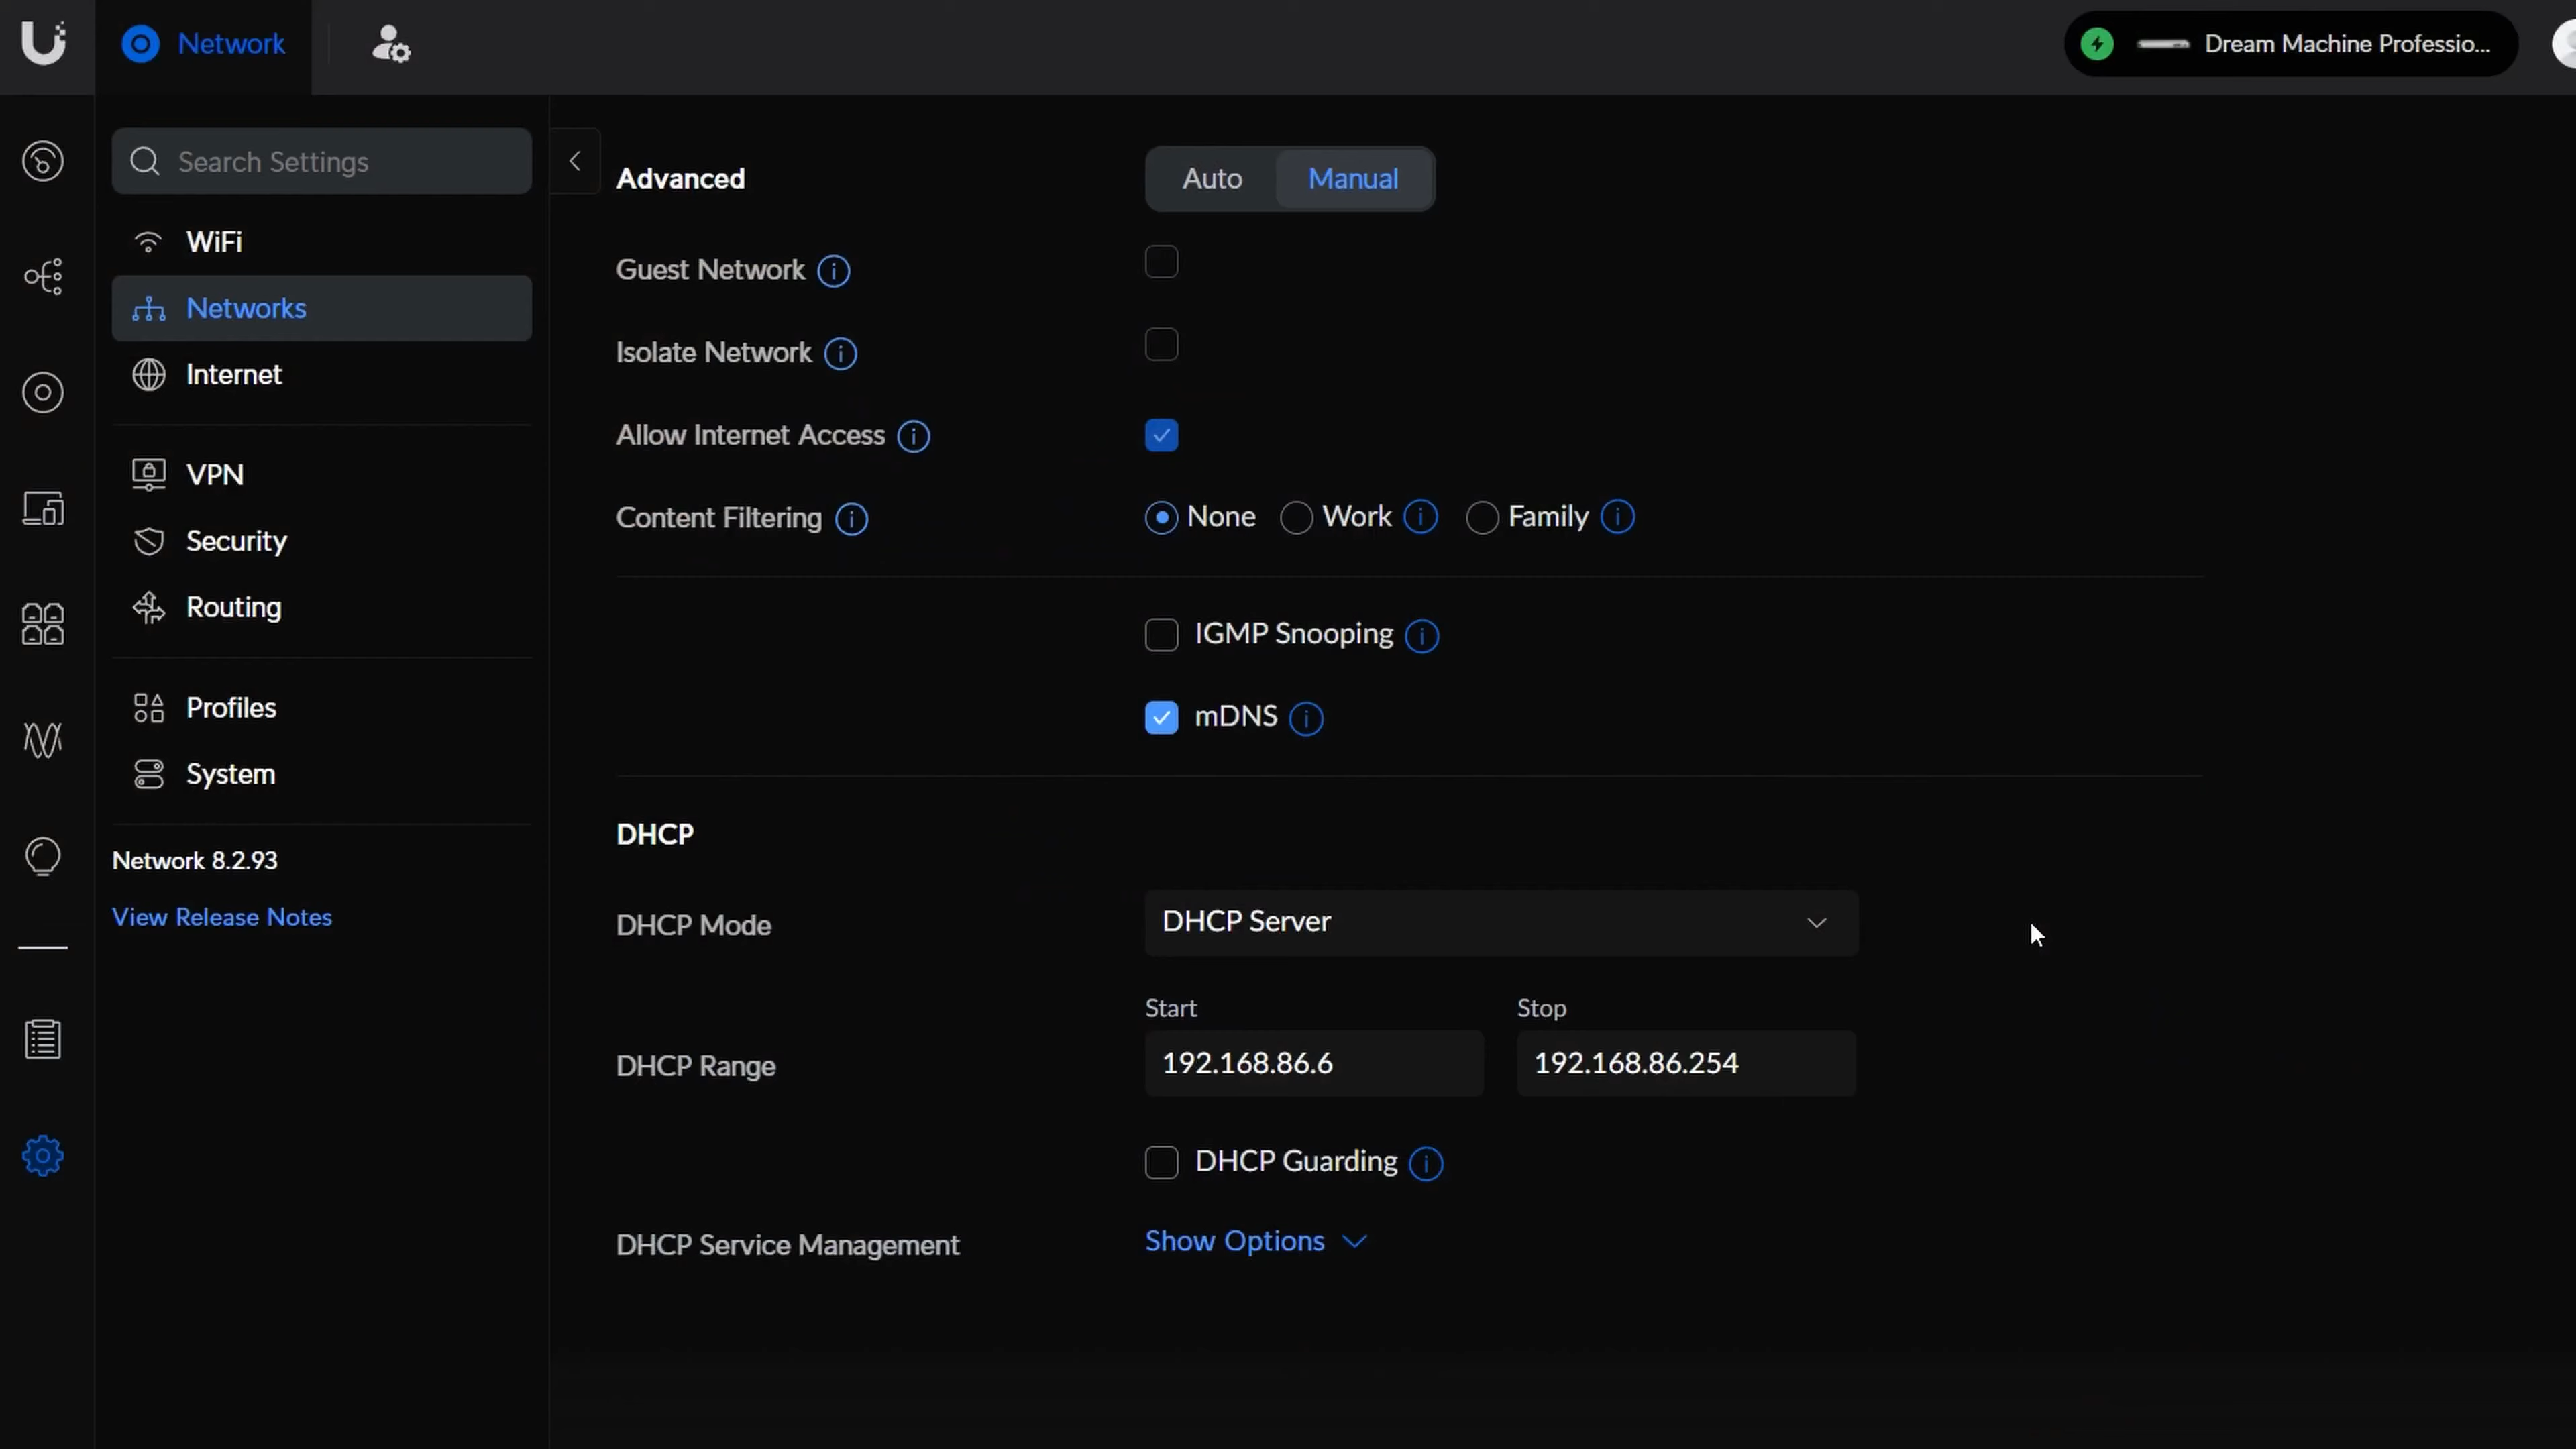 Network
Dream Machine Professio...
Search Settings
WiFi
Networks
Internet
VPN
Security
Routing
Profiles
System
Network 8.2.93
View Release Notes
Advanced
Auto Manual
Guest Network
Isolate Network
Allow Internet Access
Content Filtering
None Work Family
IGMP Snooping
mDNS
DHCP
DHCP Mode
DHCP Server
Start Stop
DHCP Range
192.168.86.6 192.168.86.254
DHCP Guarding
DHCP Service Management
Show Options